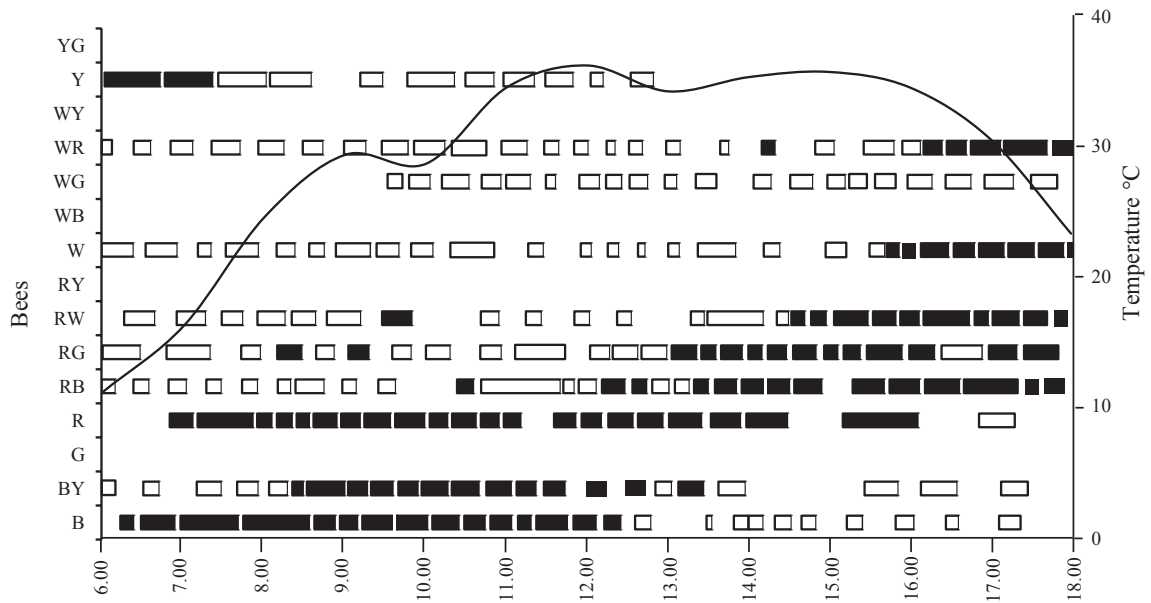 Bees
YG
Y
WY
WR
WG
WB
W
RY
RW
RG
RB
R
G
BY
B
40
30
20
10
0
Temperature °C
6.00
7.00
8.00
9.00
10.00
11.00
12.00
13.00
14.00
15.00
16.00
17.00
18.00